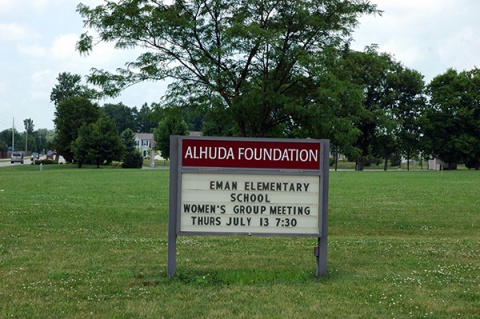 ALHUDA FOUNDATION
EMAN ELEMENTARY
SCHOOL
WOMEN'S GROUP MEETING
THURS JULY 13 7:30